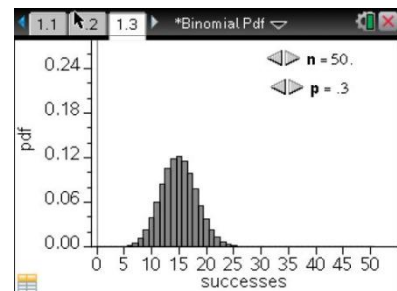 1.1 1.2 1.3 *Binomial Pdf
n = 50.
p = .3
0.24
0.18
0.12
0.06
0.00
pdf
0 5 10 15 20 25 30 35 40 45 50
successes